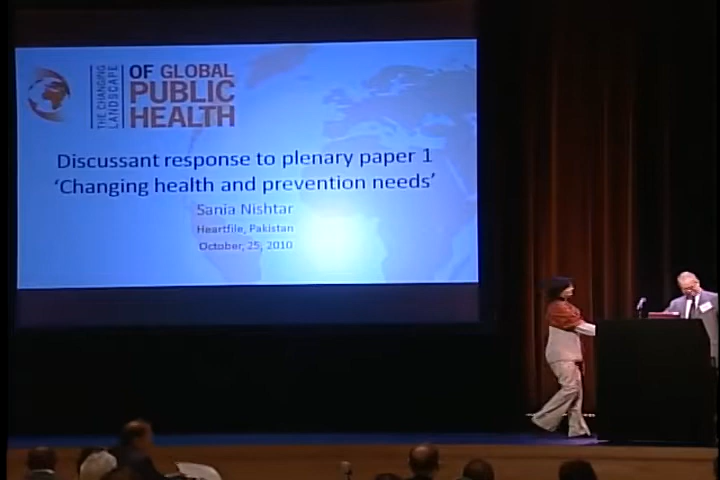 THE CHANGING
LANDSCAPE
OF GLOBAL
PUBLIC
HEALTH
Discussant response to plenary paper 1
‘Changing health and prevention needs’
Sania Nishtar
Heartfile, Pakistan
October, 25, 2010